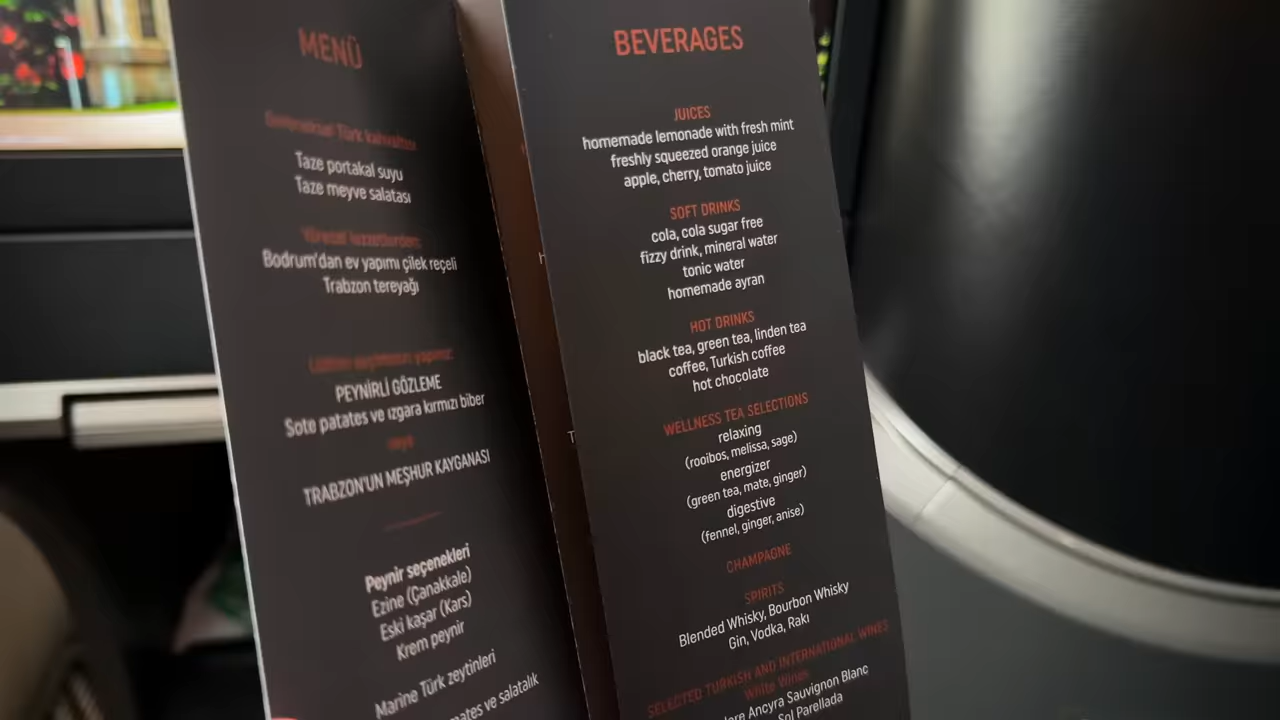 MENÜ
Geleneksel Türk kahvaltısı
Taze portakal suyu
Taze meyve salatası
Yöresel lezzetlerden:
Bodrum'dan ev yapımı çilek reçeli
Trabzon tereyağı
Lütfen seçiminizi yapınız:
PEYNİRLİ GÖZLEME
Sote patates ve ızgara kırmızı biber
veya
TRABZON'UN MEŞHUR KAYGANASI
Peynir seçenekleri
Ezine (Çanakkale)
Eski kaşar (Kars)
Krem peynir
Marine Türk zeytinleri
ve salatalık
BEVERAGES
JUICES
homemade lemonade with fresh mint
freshly squeezed orange juice
apple, cherry, tomato juice
SOFT DRINKS
cola, cola sugar free
fizzy drink, mineral water
tonic water
homemade ayran
HOT DRINKS
black tea, green tea, linden tea
coffee, Turkish coffee
hot chocolate
WELLNESS TEA SELECTIONS
relaxing
(rooibos, melissa, sage)
energizer
(green tea, mate, ginger)
digestive
(fennel, ginger, anise)
CHAMPAGNE
SPIRITS
Blended Whisky, Bourbon Whisky
Gin, Vodka, Rakı
SELECTED TURKISH AND INTERNATIONAL WINES
White Wines
Ancyra Sauvignon Blanc
Sol Parellada